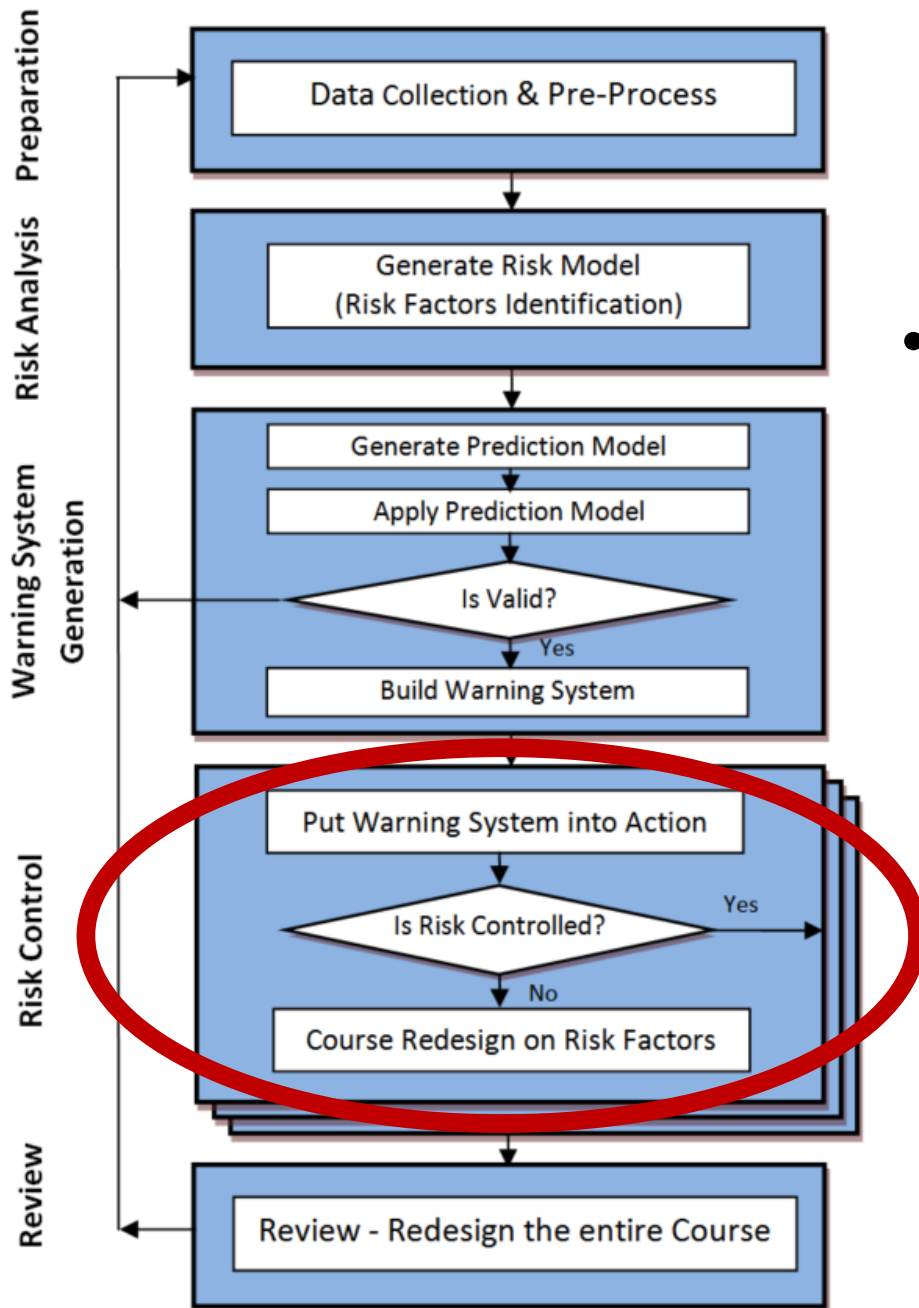 Preparation
Data Collection & Pre-Process
Risk Analysis
Generate Risk Model
(Risk Factors Identification)
•
Warning System
Generation
Generate Prediction Model
Apply Prediction Model
Is Valid?
Yes
Build Warning System
Risk Control
Put Warning System into Action
Is Risk Controlled?
Yes
No
Course Redesign on Risk Factors
Review
Review - Redesign the entire Course